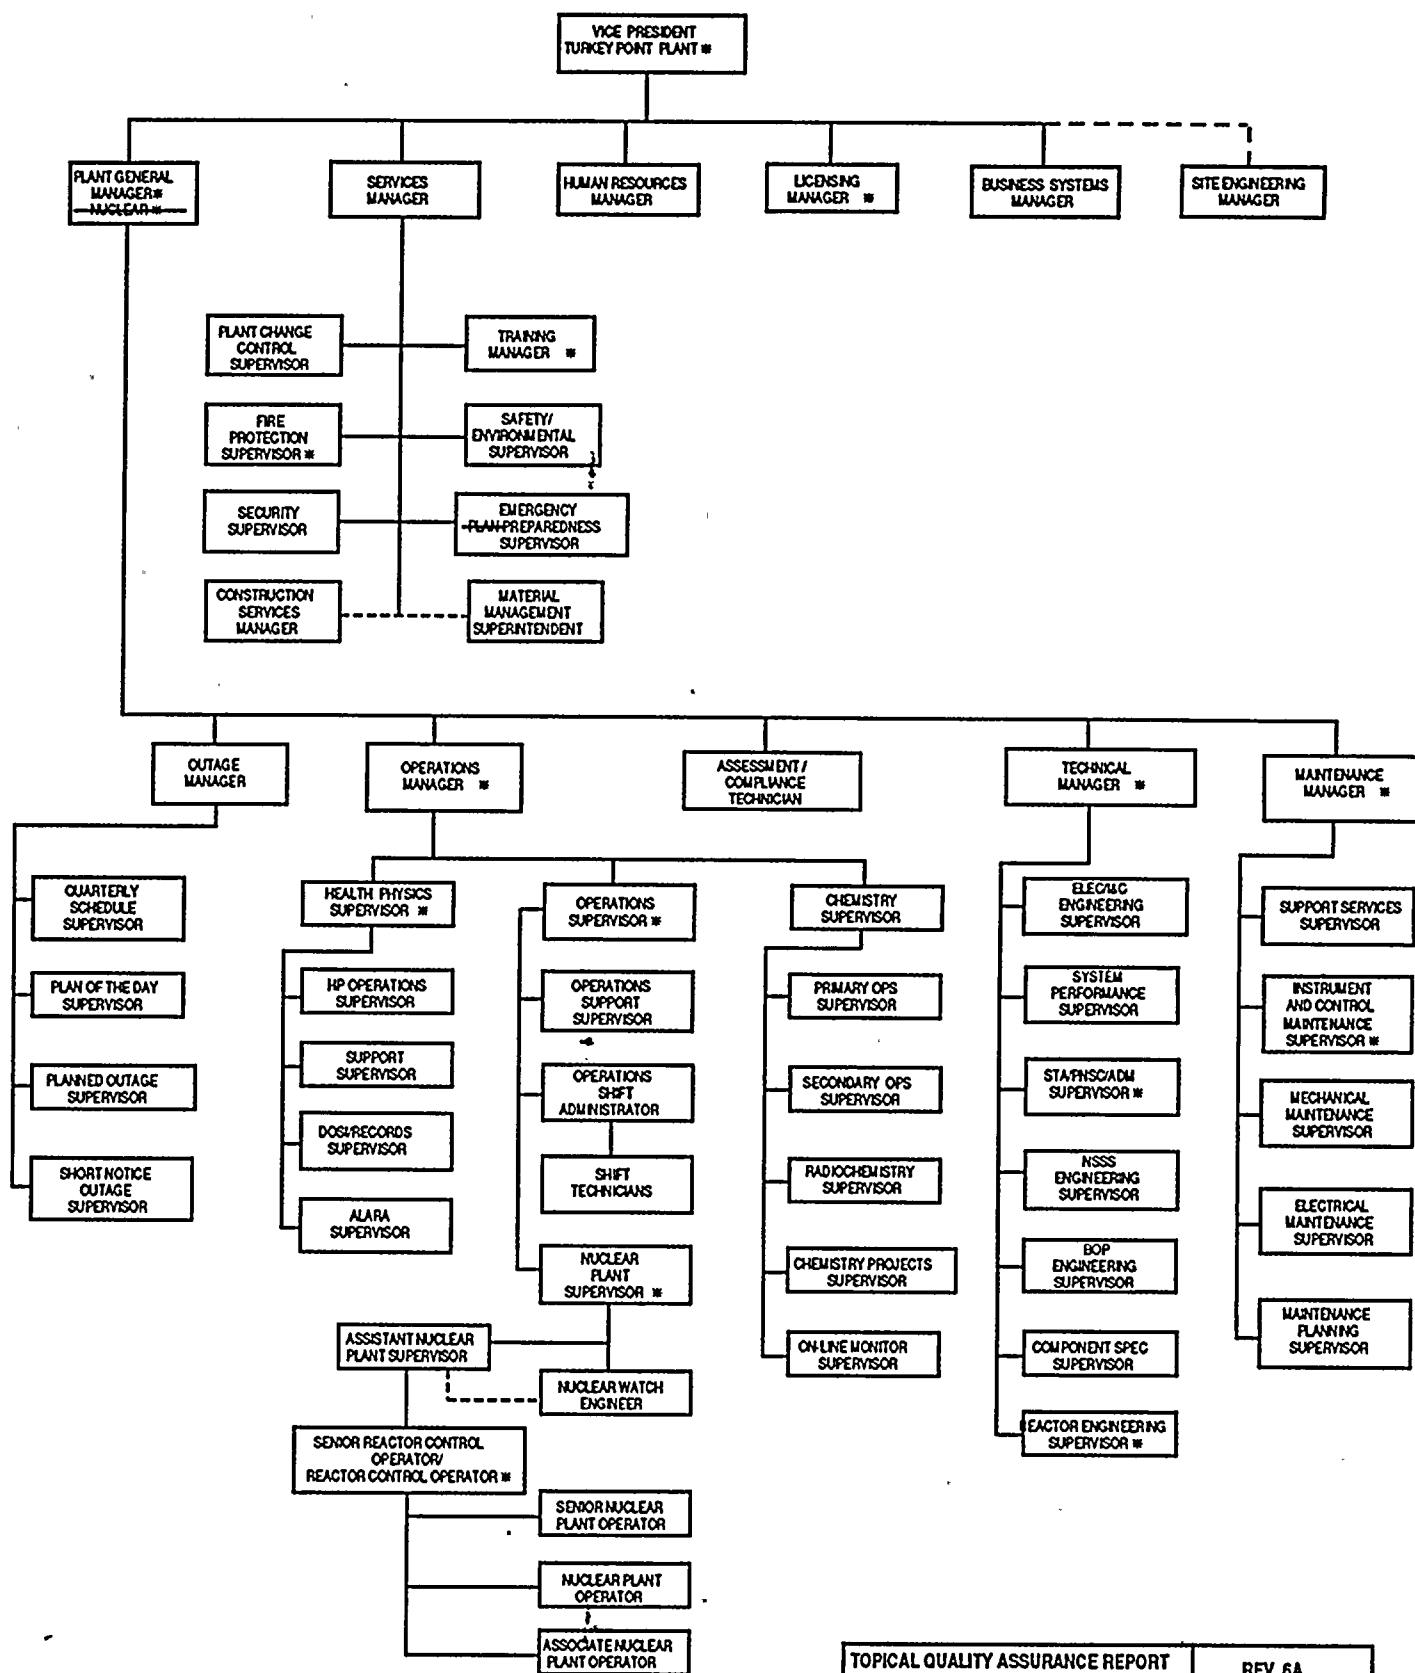 VICE PRESIDENT
TURKEY POINT PLANT *
PLANT GENERAL
MANAGER *
NUCLEAR *
SERVICES
MANAGER
HUMAN RESOURCES
MANAGER
LICENSING
MANAGER *
BUSINESS SYSTEMS
MANAGER
SITE ENGINEERING
MANAGER
PLANT CHANGE
CONTROL
SUPERVISOR
TRAINING
MANAGER *
FIRE
PROTECTION
SUPERVISOR *
SAFETY/
ENVIRONMENTAL
SUPERVISOR
SECURITY
SUPERVISOR
EMERGENCY
PLAN PREPAREDNESS
SUPERVISOR
CONSTRUCTION
SERVICES
MANAGER
MATERIAL
MANAGEMENT
SUPERINTENDENT
OUTAGE
MANAGER
OPERATIONS
MANAGER *
ASSESSMENT /
COMPLIANCE
TECHNICIAN
TECHNICAL
MANAGER *
MAINTENANCE
MANAGER *
QUARTERLY
SCHEDULE
SUPERVISOR
PLAN OF THE DAY
SUPERVISOR
PLANNED OUTAGE
SUPERVISOR
SHORT NOTICE
OUTAGE
SUPERVISOR
HEALTH PHYSICS
SUPERVISOR *
HP OPERATIONS
SUPERVISOR
SUPPORT
SUPERVISOR
DOSI/RECORDS
SUPERVISOR
ALARA
SUPERVISOR
OPERATIONS
SUPERVISOR *
OPERATIONS
SUPPORT
SUPERVISOR
OPERATIONS
SHIFT
ADMINISTRATOR
SHIFT
TECHNICIANS
NUCLEAR
PLANT
SUPERVISOR *
ASSISTANT NUCLEAR
PLANT SUPERVISOR
NUCLEAR WATCH
ENGINEER
SENIOR REACTOR CONTROL
OPERATOR/
REACTOR CONTROL OPERATOR *
SENIOR NUCLEAR
PLANT OPERATOR
NUCLEAR PLANT
OPERATOR
ASSOCIATE NUCLEAR
PLANT OPERATOR
CHEMISTRY
SUPERVISOR
PRIMARY OPS
SUPERVISOR
SECONDARY OPS
SUPERVISOR
RADIOCHEMISTRY
SUPERVISOR
CHEMISTRY PROJECTS
SUPERVISOR
ON-LINE MONITOR
SUPERVISOR
ELEC/I&C
ENGINEERING
SUPERVISOR
SYSTEM
PERFORMANCE
SUPERVISOR
STA/PNSC/ADM
SUPERVISOR *
NSSS
ENGINEERING
SUPERVISOR
BOP
ENGINEERING
SUPERVISOR
COMPONENT SPEC
SUPERVISOR
EACTOR ENGINEERING
SUPERVISOR *
SUPPORT SERVICES
SUPERVISOR
INSTRUMENT
AND CONTROL
MAINTENANCE
SUPERVISOR *
MECHANICAL
MAINTENANCE
SUPERVISOR
ELECTRICAL
MAINTENANCE
SUPERVISOR
MAINTENANCE
PLANNING
SUPERVISOR
TOPICAL QUALITY ASSURANCE REPORT
REV. 6A